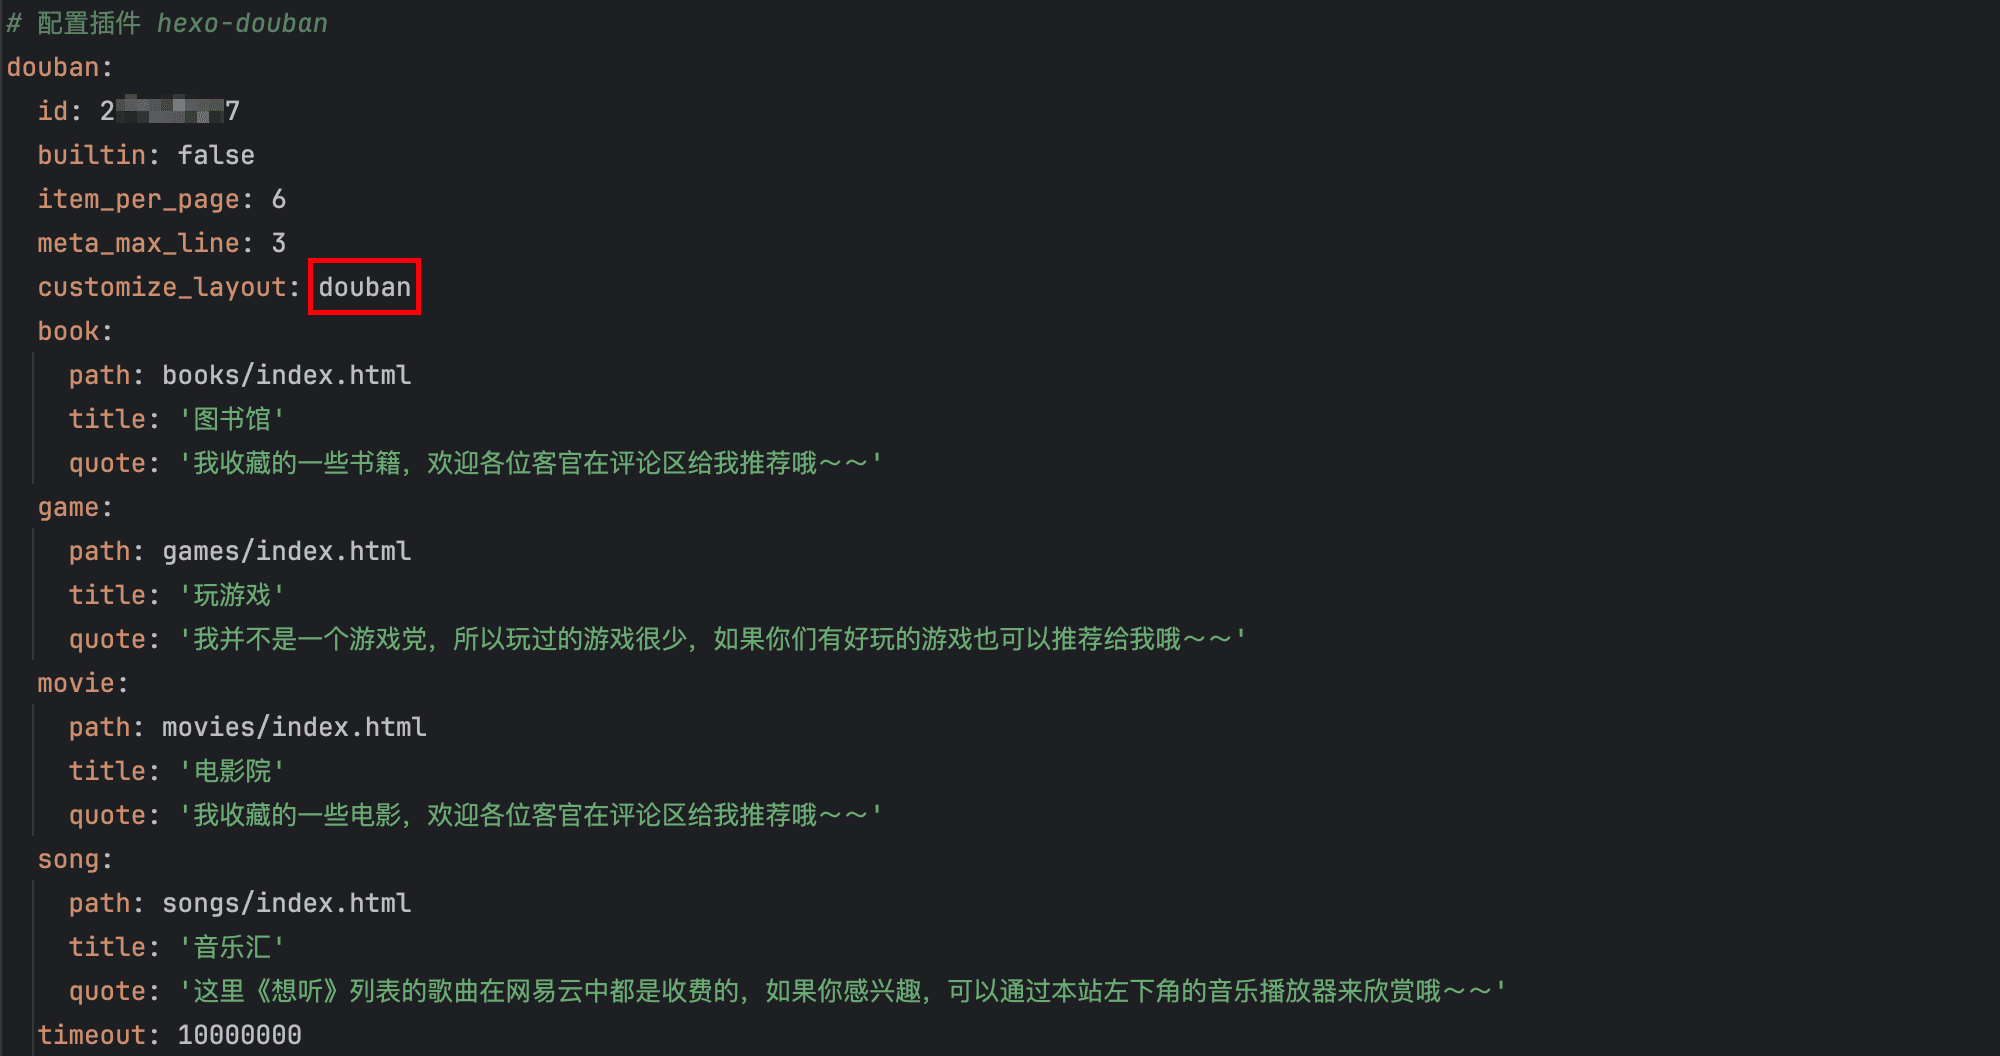 # 配置插件 hexo-douban
douban:
id: 2 7
builtin: false
item_per_page: 6
meta_max_line: 3
customize_layout: douban
book:
path: books/index.html
title: '图书馆'
quote: '我收藏的一些书籍，欢迎各位客官在评论区给我推荐哦～～'
game:
path: games/index.html
title: '玩游戏'
quote: '我并不是一个游戏党，所以玩过的游戏很少，如果你们有好玩的游戏也可以推荐给我哦～～'
movie:
path: movies/index.html
title: '电影院'
quote: '我收藏的一些电影，欢迎各位客官在评论区给我推荐哦～～'
song:
path: songs/index.html
title: '音乐汇'
quote: '这里《想听》列表的歌曲在网易云中都是收费的，如果你感兴趣，可以通过本站左下角的音乐播放器来欣赏哦～～'
timeout: 10000000